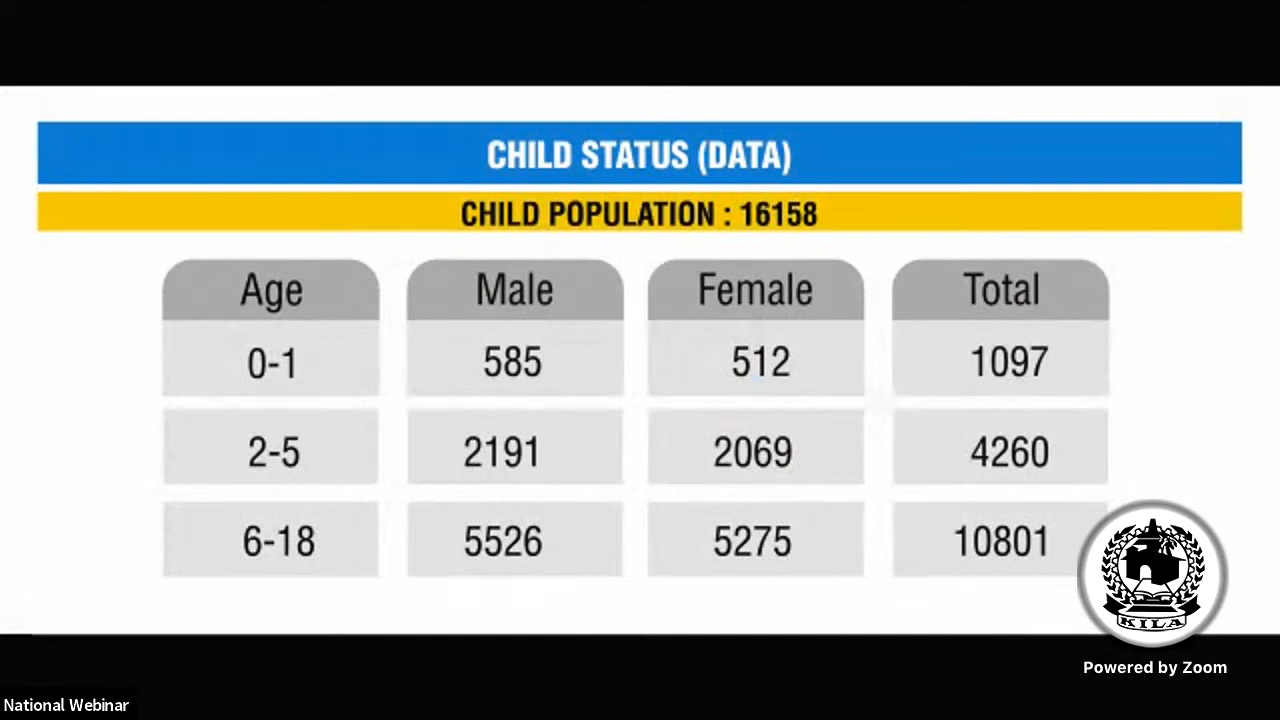 CHILD STATUS (DATA)
CHILD POPULATION : 16158
Age Male Female Total
0-1 585 512 1097
2-5 2191 2069 4260
6-18 5526 5275 10801
KILA
Powered by Zoom
National Webinar